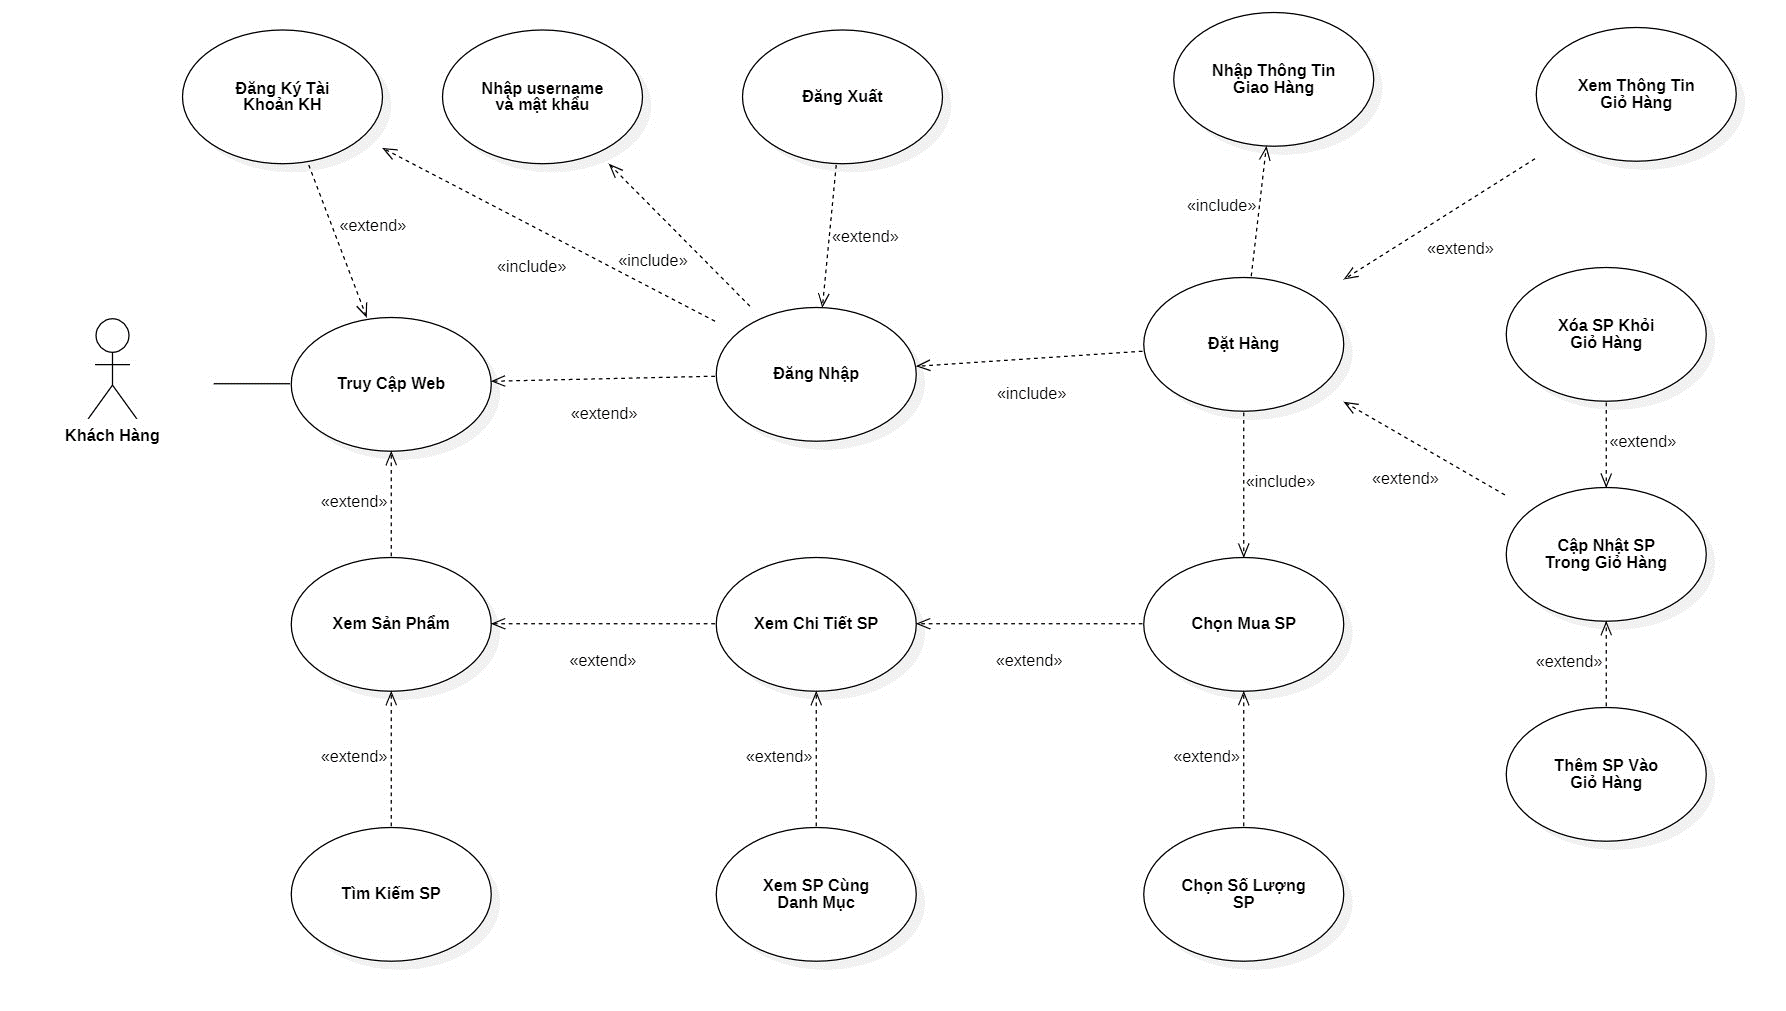 Đăng Ký Tài
Khoản KH
Nhập username
và mật khẩu
Đăng Xuất
Nhập Thông Tin
Giao Hàng
Xem Thông Tin
Giỏ Hàng
«extend»
«include»
«include»
«extend»
«include»
«extend»
Khách Hàng
Truy Cập Web
«extend»
Đăng Nhập
«include»
Đặt Hàng
Xóa SP Khỏi
Giỏ Hàng
«extend»
«include»
«extend»
«extend»
Cập Nhật SP
Trong Giỏ Hàng
Xem Sản Phẩm
«extend»
Xem Chi Tiết SP
«extend»
Chọn Mua SP
«extend»
«extend»
«extend»
«extend»
Thêm SP Vào
Giỏ Hàng
Tìm Kiếm SP
Xem SP Cùng
Danh Mục
Chọn Số Lượng
SP